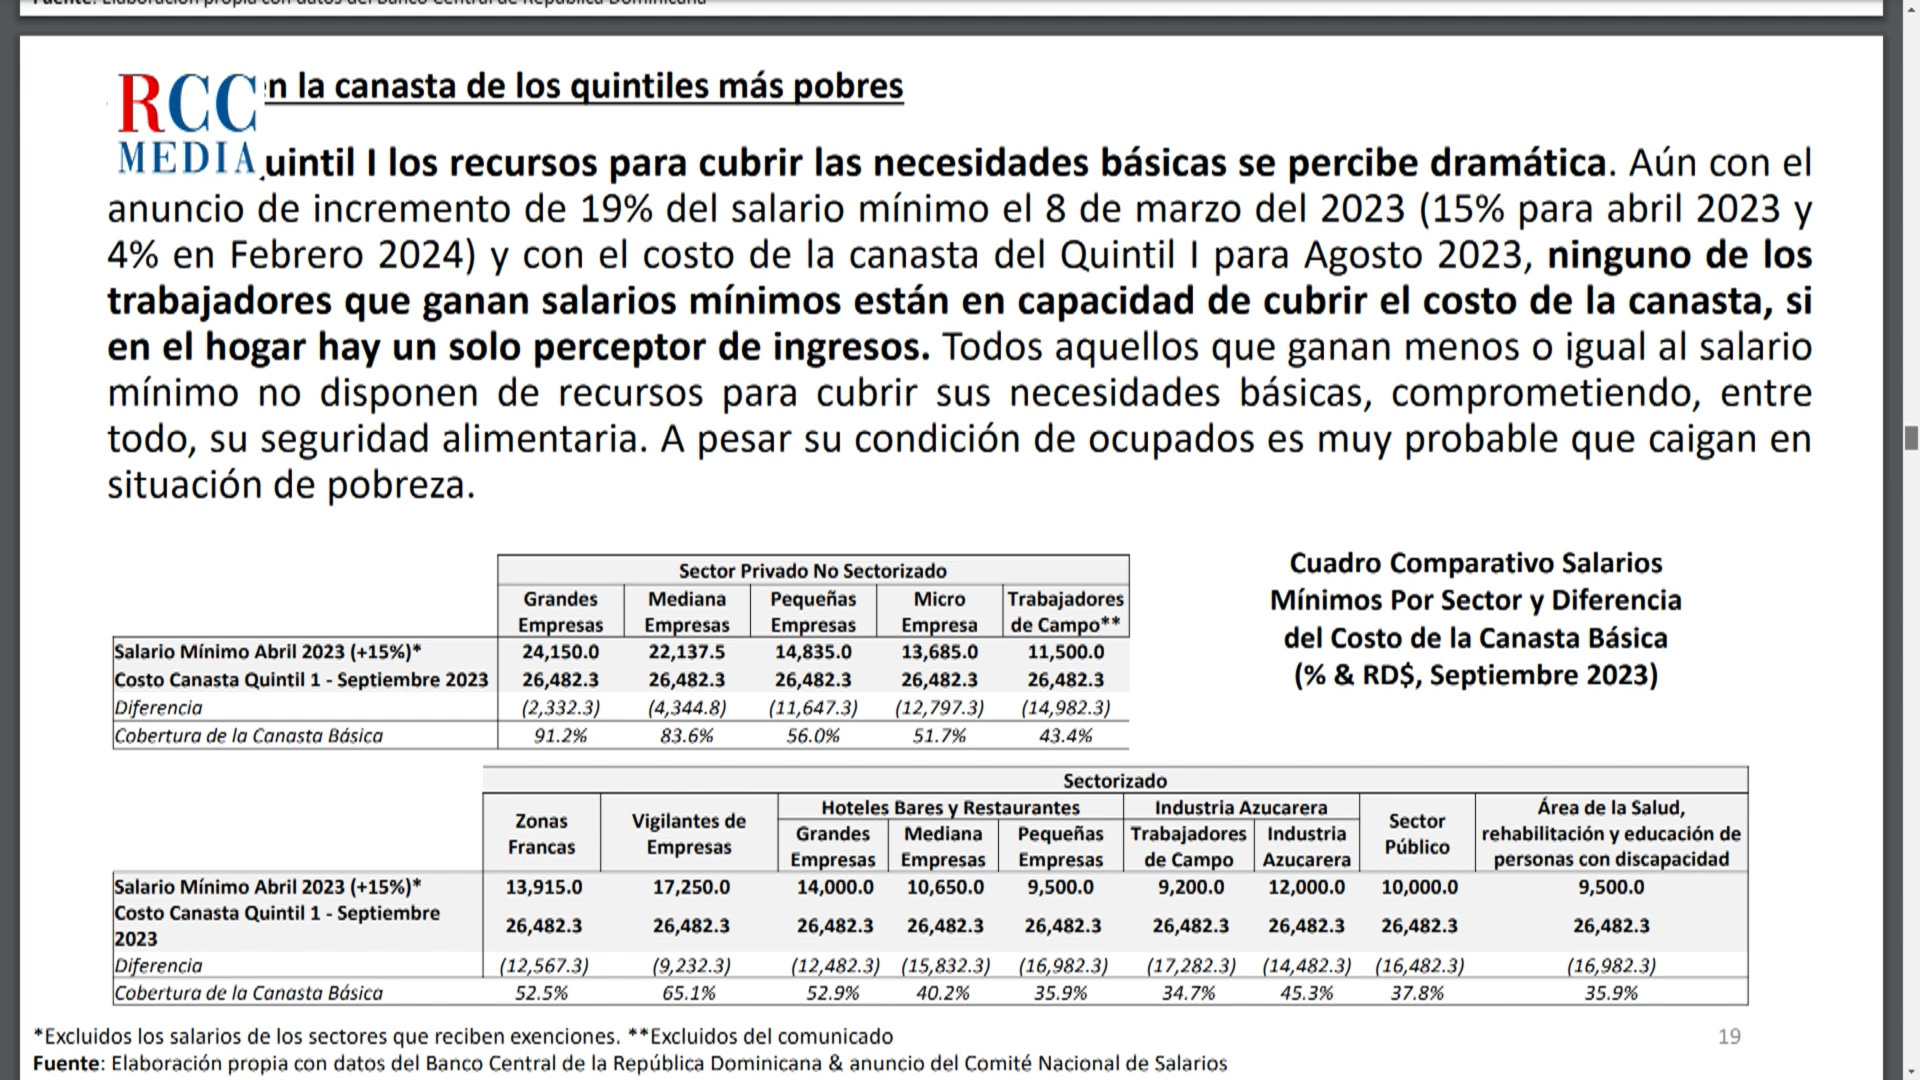 n la canasta de los quintiles más pobres
RCC
MEDIA
uintil I los recursos para cubrir las necesidades básicas se percibe dramática. Aún con el
anuncio de incremento de 19% del salario mínimo el 8 de marzo del 2023 (15% para abril 2023 y
4% en Febrero 2024) y con el costo de la canasta del Quintil I para Agosto 2023, ninguno de los
trabajadores que ganan salarios mínimos están en capacidad de cubrir el costo de la canasta, si
en el hogar hay un solo perceptor de ingresos. Todos aquellos que ganan menos o igual al salario
mínimo no disponen de recursos para cubrir sus necesidades básicas, comprometiendo, entre
todo, su seguridad alimentaria. A pesar su condición de ocupados es muy probable que caigan en
situación de pobreza.
Cuadro Comparativo Salarios
Mínimos Por Sector y Diferencia
del Costo de la Canasta Básica
(% & RD$, Septiembre 2023)
Sector Privado No Sectorizado
Grandes Mediana Pequeñas Micro Trabajadores
Empresas Empresas Empresas Empresa de Campo**
Salario Mínimo Abril 2023 (+15%)* 24,150.0 22,137.5 14,835.0 13,685.0 11,500.0
Costo Canasta Quintil 1 - Septiembre 2023 26,482.3 26,482.3 26,482.3 26,482.3 26,482.3
Diferencia (2,332.3) (4,344.8) (11,647.3) (12,797.3) (14,982.3)
Cobertura de la Canasta Básica 91.2% 83.6% 56.0% 51.7% 43.4%
Sectorizado
Zonas
Francas
Vigilantes de
Empresas
Hoteles Bares y Restaurantes
Grandes Mediana Pequeñas
Empresas Empresas Empresas
Industria Azucarera
Trabajadores Industria
de Campo Azucarera
Sector
Público
Área de la Salud,
rehabilitación y educación de
personas con discapacidad
Salario Mínimo Abril 2023 (+15%)* 13,915.0 17,250.0 14,000.0 10,650.0 9,500.0 9,200.0 12,000.0 10,000.0 9,500.0
Costo Canasta Quintil 1 - Septiembre
2023
26,482.3 26,482.3 26,482.3 26,482.3 26,482.3 26,482.3 26,482.3 26,482.3 26,482.3
Diferencia (12,567.3) (9,232.3) (12,482.3) (15,832.3) (16,982.3) (17,282.3) (14,482.3) (16,482.3) (16,982.3)
Cobertura de la Canasta Básica 52.5% 65.1% 52.9% 40.2% 35.9% 34.7% 45.3% 37.8% 35.9%
*Excluidos los salarios de los sectores que reciben exenciones. **Excluidos del comunicado
19
Fuente: Elaboración propia con datos del Banco Central de la República Dominicana & anuncio del Comité Nacional de Salarios